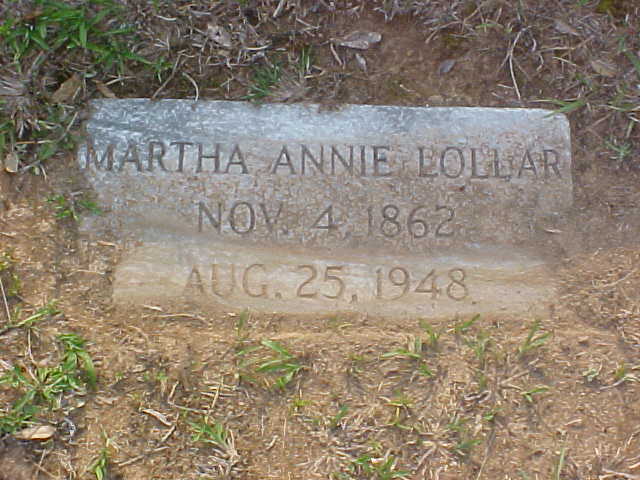 MARTHA ANNIE LOLLAR
NOV. 4, 1862
AUG. 25, 1948